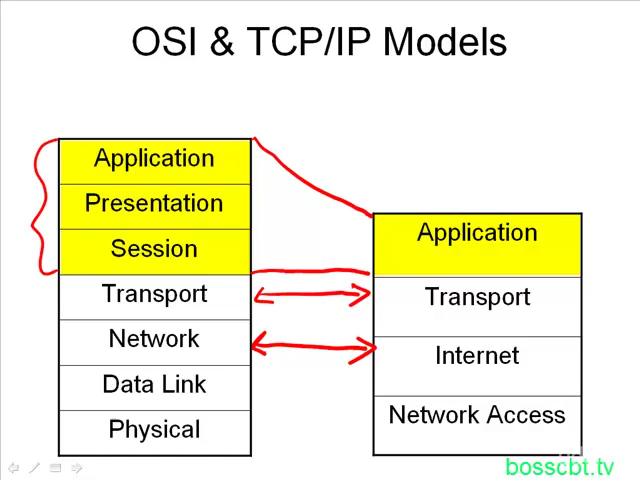 OSI & TCP/IP Models
Application
Presentation
Session
Transport
Network
Data Link
Physical
Application
Transport
Internet
Network Access
bosscbt.tv